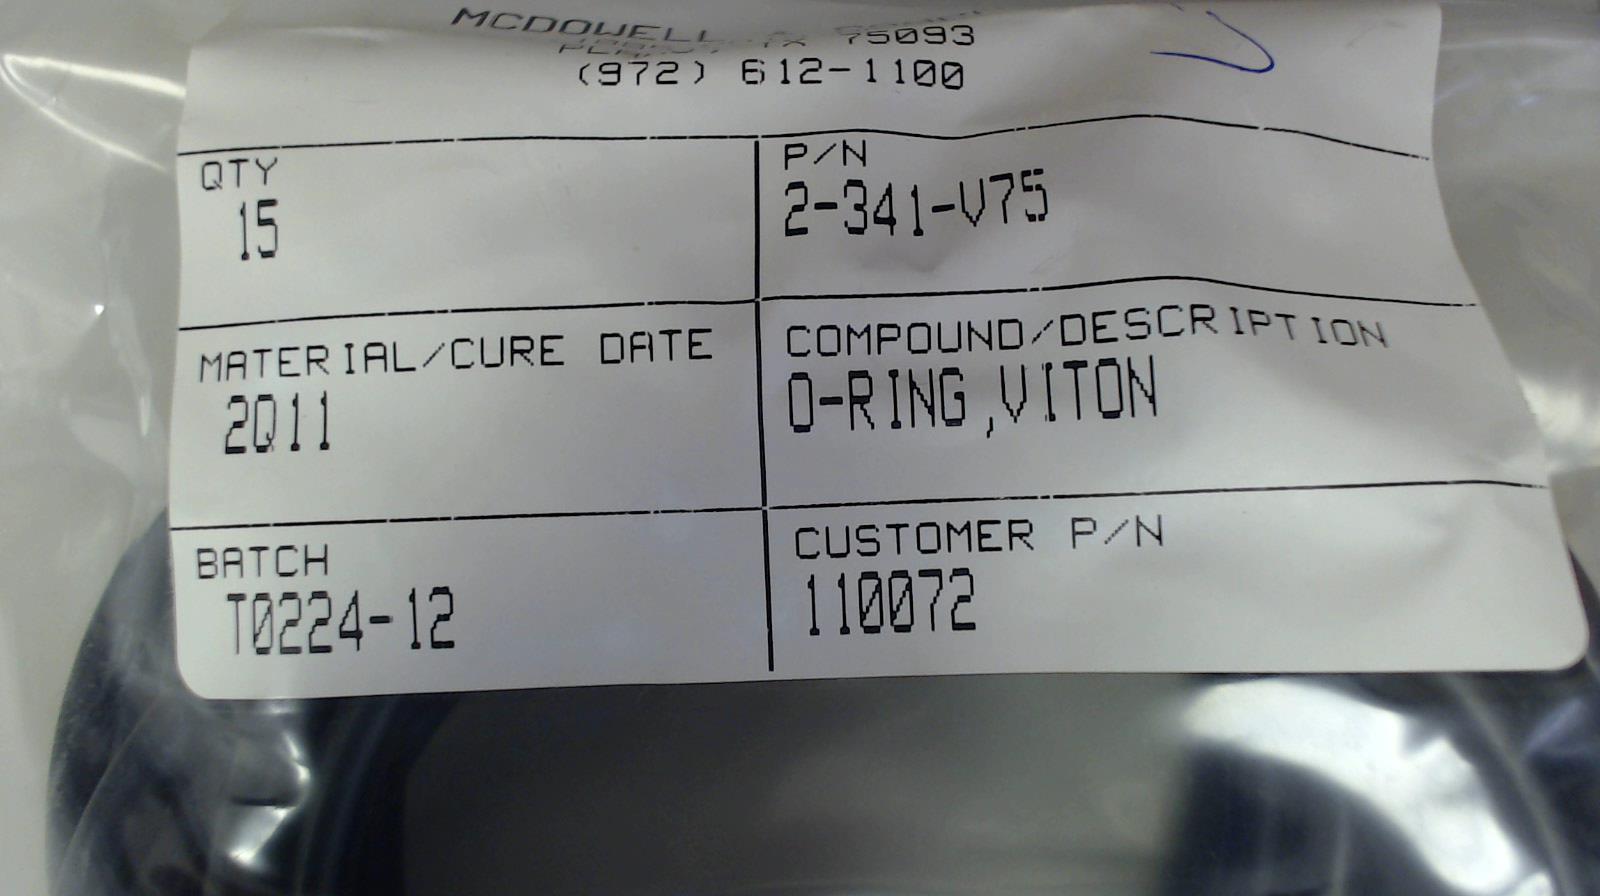 MCDOWELL &
TX 75093
(972) 612-1100
QTY
15
P/N
2-341-V75
MATERIAL/CURE DATE
2Q11
COMPOUND/DESCRIPTION
O-RING,VITON
BATCH
T0224-12
CUSTOMER P/N
110072